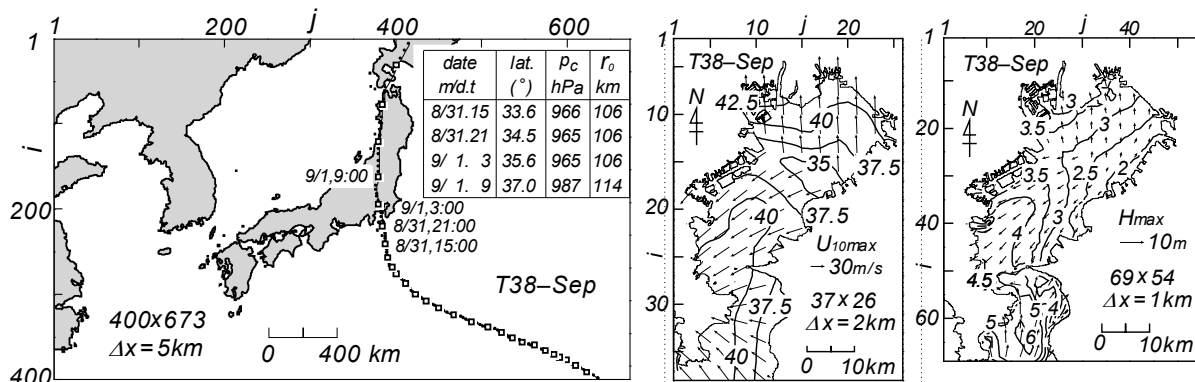 1 200 j 400 600
1
200
400
i
date lat. pc r0
m/d.t (°) hPa km
8/31.15 33.6 966 106
8/31.21 34.5 965 106
9/ 1. 3 35.6 965 106
9/ 1. 9 37.0 987 114
9/1,9:00
9/1,3:00
8/31,21:00
8/31,15:00
T38–Sep
400x673
Δx = 5km
0 400 km
1 10 j 20
1
10
20
30
i
T38–Sep
N
42.5
40
35
37.5
37.5
40
37.5
40
U10max
30m/s
37x26
Δx = 2km
0 10km
1 20 j 40
1
20
40
60
i
T38–Sep
N
3
3.5
3
3.5
2.5
3
4
4.5
5
4
5
6
Hmax
10m
69x54
Δx = 1km
0 10km